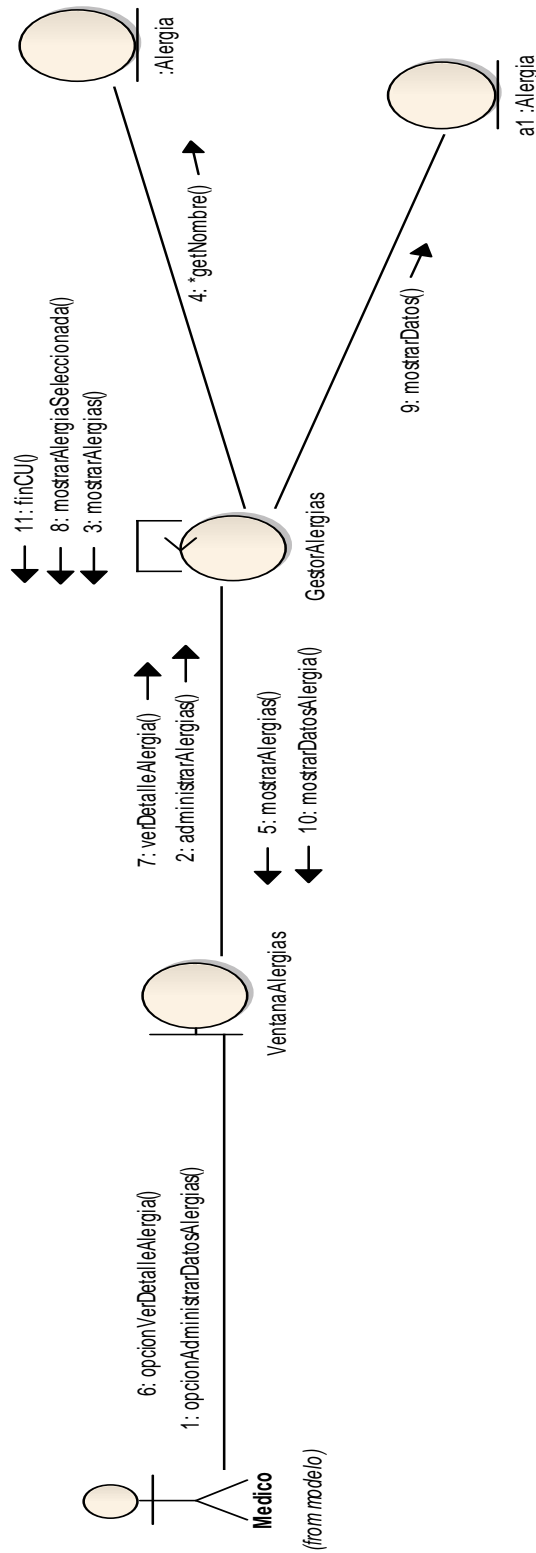 6: opcionVerDetalleAlergia()
1: opcionAdministrarDatosAlergias()
Medico
(from modelo)
7: verDetalleAlergia()
2: administrarAlergias()
5: mostrarAlergias()
10: mostrarDatosAlergia()
VentanaAlergias
11: finCU()
8: mostrarAlergiaSeleccionada()
3: mostrarAlergias()
GestorAlergias
4: *getNombre()
:Alergia
9: mostrarDatos()
a1 :Alergia